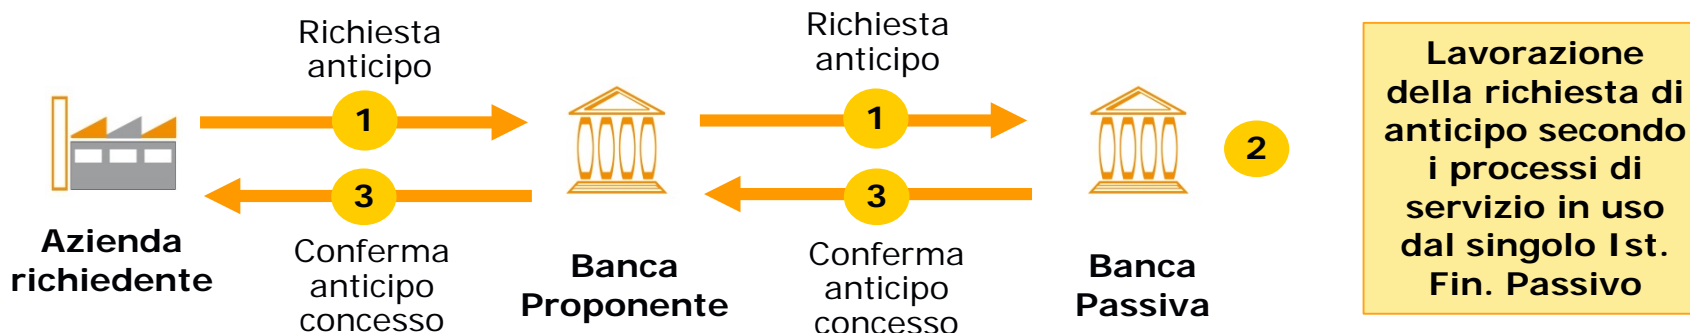 Richiesta
anticipo
1
3
Azienda
richiedente
Conferma
anticipo
concesso
Banca
Proponente
Richiesta
anticipo
1
3
Conferma
anticipo
concesso
Banca
Passiva
2
Lavorazione
della richiesta di
anticipo secondo
i processi di
servizio in uso
dal singolo Ist.
Fin. Passivo